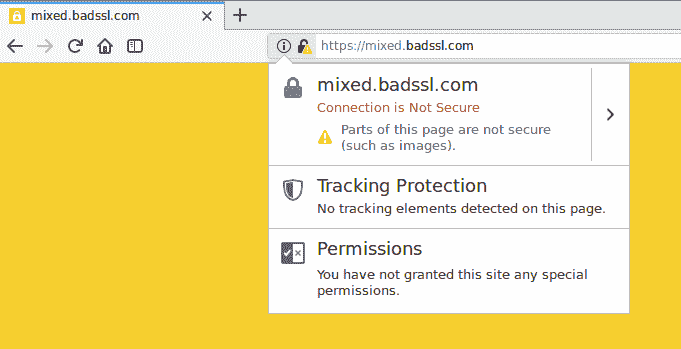 mixed.badssl.com
https://mixed.badssl.com
mixed.badssl.com
Connection is Not Secure
Parts of this page are not secure
(such as images).
Tracking Protection
No tracking elements detected on this page.
Permissions
You have not granted this site any special
permissions.